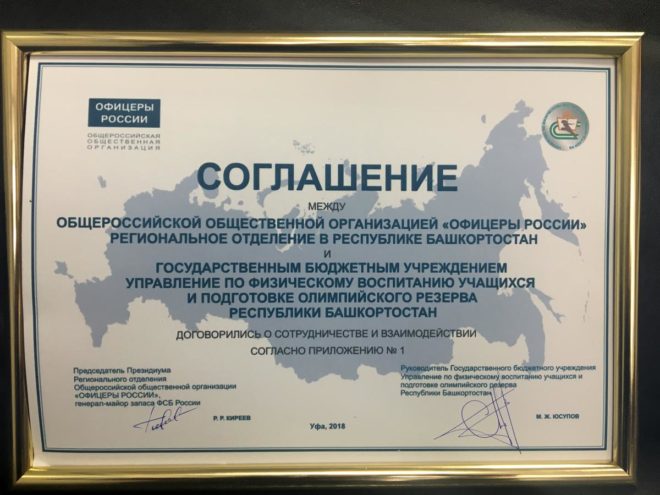 ОФИЦЕРЫ
РОССИИ
ОБЩЕРОССИЙСКАЯ
ОБЩЕСТВЕННАЯ
ОРГАНИЗАЦИЯ
СОГЛАШЕНИЕ
МЕЖДУ
ОБЩЕРОССИЙСКОЙ ОБЩЕСТВЕННОЙ ОРГАНИЗАЦИЕЙ «ОФИЦЕРЫ РОССИИ»
РЕГИОНАЛЬНОЕ ОТДЕЛЕНИЕ В РЕСПУБЛИКЕ БАШКОРТОСТАН
И
ГОСУДАРСТВЕННЫМ БЮДЖЕТНЫМ УЧРЕЖДЕНИЕМ
УПРАВЛЕНИЕ ПО ФИЗИЧЕСКОМУ ВОСПИТАНИЮ УЧАЩИХСЯ
И ПОДГОТОВКЕ ОЛИМПИЙСКОГО РЕЗЕРВА
РЕСПУБЛИКИ БАШКОРТОСТАН
ДОГОВОРИЛИСЬ О СОТРУДНИЧЕСТВЕ И ВЗАИМОДЕЙСТВИИ
СОГЛАСНО ПРИЛОЖЕНИЮ № 1
Председатель Президиума
Регионального отделения
Общероссийской общественной организации
«ОФИЦЕРЫ РОССИИ»,
генерал-майор запаса ФСБ России
Р. Р. КИРЕЕВ
Руководитель Государственного бюджетного учреждения
Управление по физическому воспитанию учащихся и
подготовке олимпийского резерва
Республики Башкортостан
М. Ж. ЮСУПОВ
Уфа, 2018